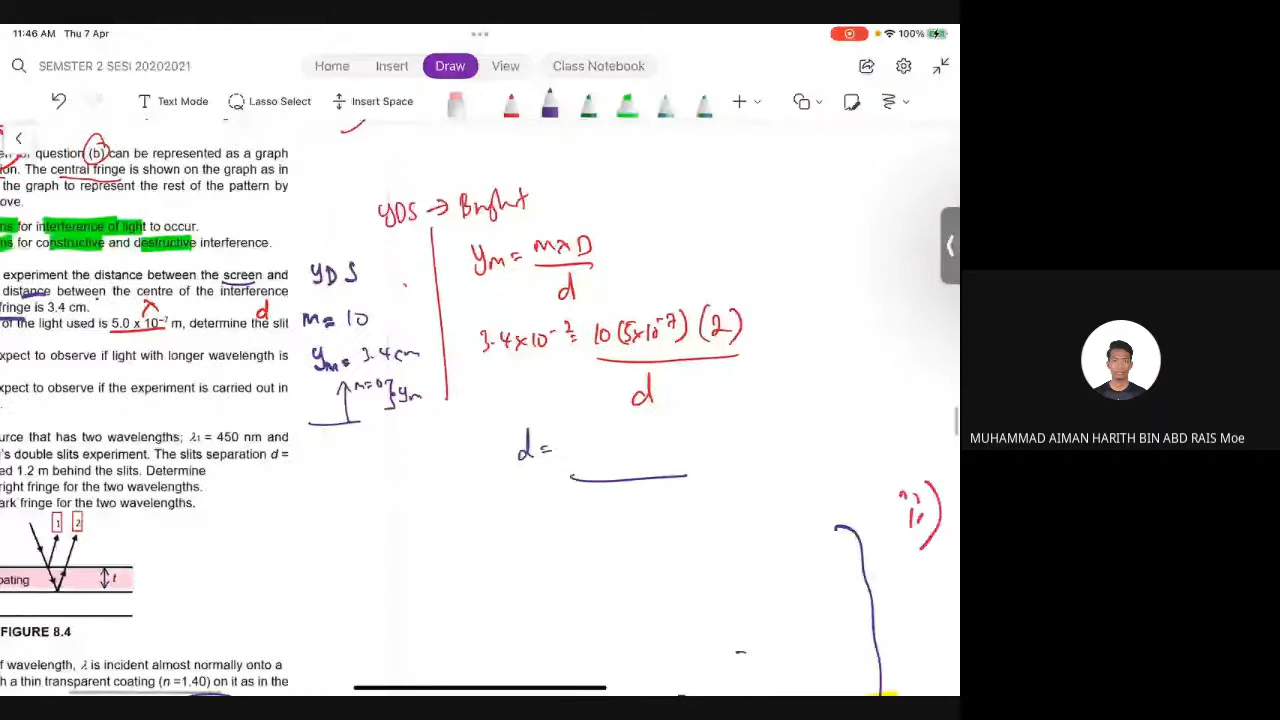 11:46 AM Thu 7 Apr
100%
SEMSTER 2 SESI 20202021
Home Insert Draw View Class Notebook
Text Mode Lasso Select Insert Space
question (b) can be represented as a graph
ion. The central fringe is shown on the graph as in
the graph to represent the rest of the pattern by
ove.
ns for interference of light to occur.
ns for constructive and destructive interference.
experiment the distance between the screen and
distance between the centre of the interference
fringe is 3.4 cm.
λ
d
of the light used is 5.0 x 10⁻⁷ m, determine the slit
xpect to observe if light with longer wavelength is
xpect to observe if the experiment is carried out in
urce that has two wavelengths; λ1 = 450 nm and
g's double slits experiment. The slits separation d =
ed 1.2 m behind the slits. Determine
right fringe for the two wavelengths.
ark fringe for the two wavelengths.
1 2
oating
t
FIGURE 8.4
f wavelength, λ is incident almost normally onto a
h a thin transparent coating (n =1.40) on it as in the
YDS
m = 10
ym = 3.4 cm
m=0 } ym
YDS → Bright
ym = mλD
d
3.4x10⁻² = 10(5x10⁻⁷)(2)
d
d =
MUHAMMAD AIMAN HARITH BIN ABD RAIS Moe